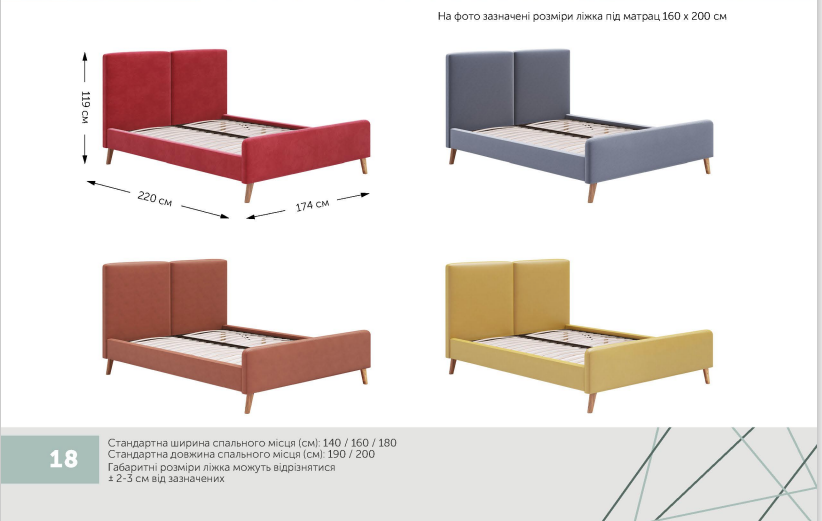 На фото зазначені розміри ліжка під матрац 160 х 200 см
119 см
220 см
174 см
18
Стандартна ширина спального місця (см): 140 / 160 / 180
Стандартна довжина спального місця (см): 190 / 200
Габаритні розміри ліжка можуть відрізнятися
± 2-3 см від зазначених